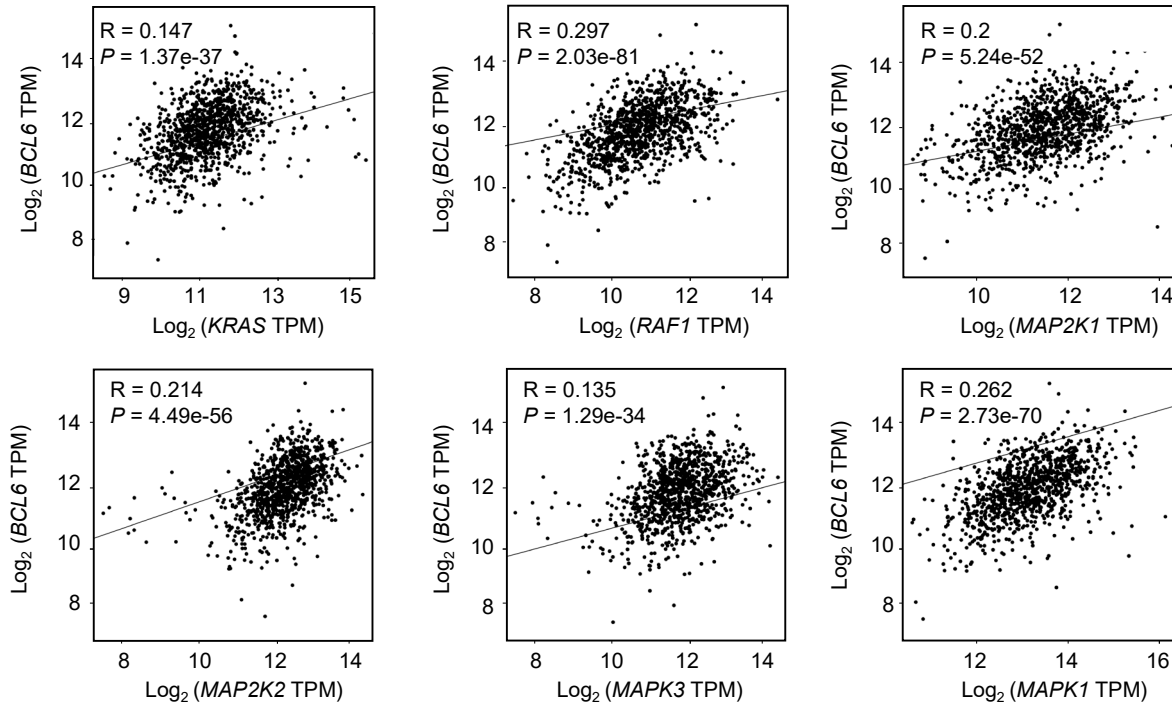 R = 0.147
P = 1.37e-37
14
12
10
8
Log2 (BCL6 TPM)
9 11 13 15
Log2 (KRAS TPM)
R = 0.297
P = 2.03e-81
14
12
10
8
Log2 (BCL6 TPM)
8 10 12 14
Log2 (RAF1 TPM)
R = 0.2
P = 5.24e-52
14
12
10
8
Log2 (BCL6 TPM)
10 12 14
Log2 (MAP2K1 TPM)
R = 0.214
P = 4.49e-56
14
12
10
8
Log2 (BCL6 TPM)
8 10 12 14
Log2 (MAP2K2 TPM)
R = 0.135
P = 1.29e-34
14
12
10
8
Log2 (BCL6 TPM)
8 10 12 14
Log2 (MAPK3 TPM)
R = 0.262
P = 2.73e-70
14
12
10
8
Log2 (BCL6 TPM)
12 14 16
Log2 (MAPK1 TPM)